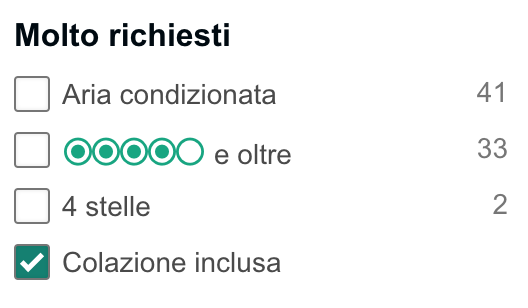 Molto richiesti
Aria condizionata 41
e oltre 33
4 stelle 2
Colazione inclusa